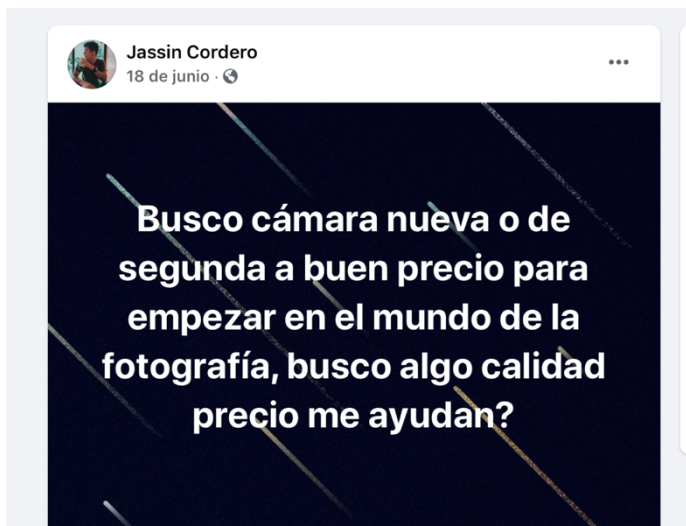 Jassin Cordero
18 de junio ·
Busco cámara nueva o de
segunda a buen precio para
empezar en el mundo de la
fotografía, busco algo calidad
precio me ayudan?